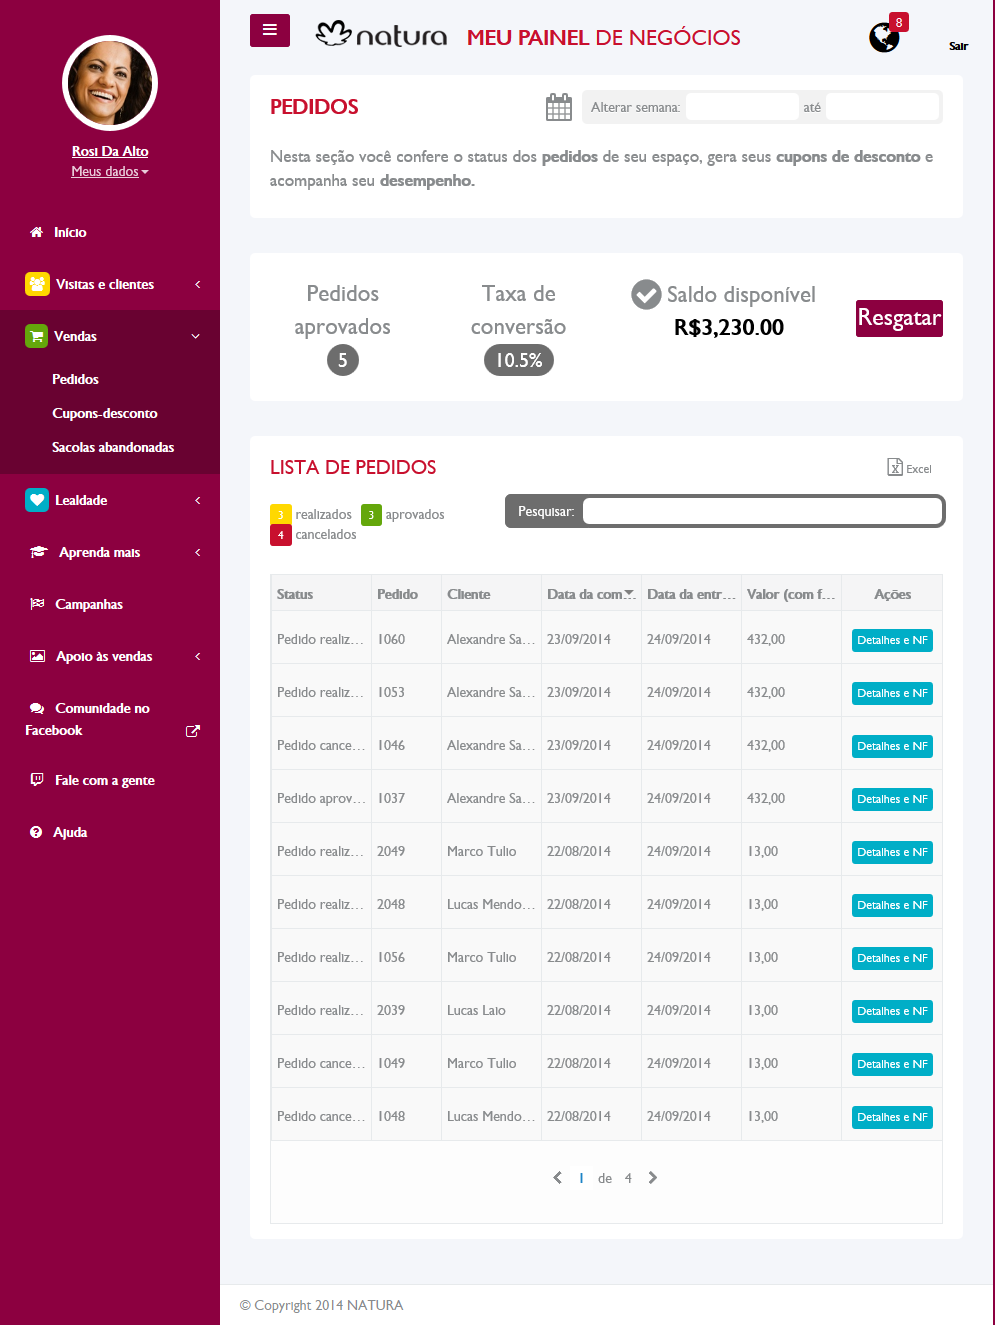 natura
MEU PAINEL DE NEGÓCIOS
8
Sair
Rosi Da Alto
Meus dados
Início
Visitas e clientes
Vendas
Pedidos
Cupons-desconto
Sacolas abandonadas
Lealdade
Aprenda mais
Campanhas
Apoio às vendas
Comunidade no
Facebook
Fale com a gente
Ajuda
PEDIDOS
Alterar semana: até
Nesta seção você confere o status dos pedidos de seu espaço, gera seus cupons de desconto e
acompanha seu desempenho.
Pedidos
aprovados
5
Taxa de
conversão
10.5%
Saldo disponível
R$3,230.00
Resgatar
LISTA DE PEDIDOS
Excel
3 realizados 3 aprovados
4 cancelados
Pesquisar:
Status Pedido Cliente Data da com... Data da entr... Valor (com f... Ações
Pedido realiz... 1060 Alexandre Sa... 23/09/2014 24/09/2014 432,00 Detalhes e NF
Pedido realiz... 1053 Alexandre Sa... 23/09/2014 24/09/2014 432,00 Detalhes e NF
Pedido cance... 1046 Alexandre Sa... 23/09/2014 24/09/2014 432,00 Detalhes e NF
Pedido aprov... 1037 Alexandre Sa... 23/09/2014 24/09/2014 432,00 Detalhes e NF
Pedido realiz... 2049 Marco Tulio 22/08/2014 24/09/2014 13,00 Detalhes e NF
Pedido realiz... 2048 Lucas Mendo... 22/08/2014 24/09/2014 13,00 Detalhes e NF
Pedido realiz... 1056 Marco Tulio 22/08/2014 24/09/2014 13,00 Detalhes e NF
Pedido realiz... 2039 Lucas Laio 22/08/2014 24/09/2014 13,00 Detalhes e NF
Pedido cance... 1049 Marco Tulio 22/08/2014 24/09/2014 13,00 Detalhes e NF
Pedido cance... 1048 Lucas Mendo... 22/08/2014 24/09/2014 13,00 Detalhes e NF
1 de 4
© Copyright 2014 NATURA